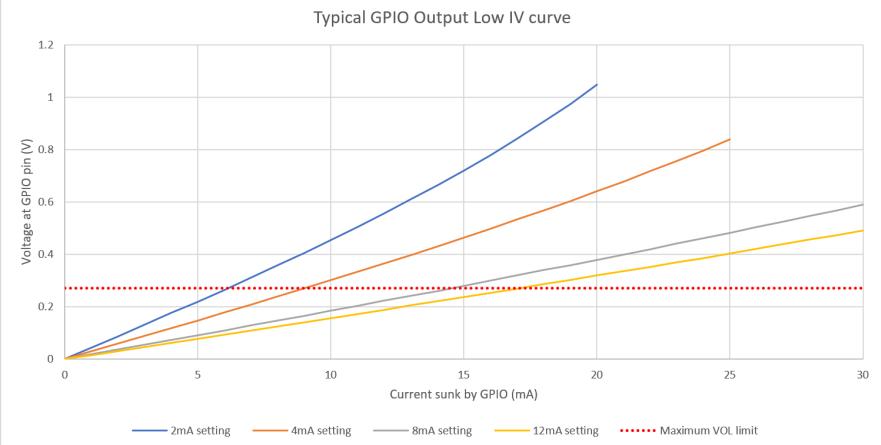 Typical GPIO Output Low IV curve
1.2
1
0.8
0.6
0.4
0.2
0
Voltage at GPIO pin (V)
0 5 10 15 20 25 30
Current sunk by GPIO (mA)
2mA setting 4mA setting 8mA setting 12mA setting Maximum VOL limit